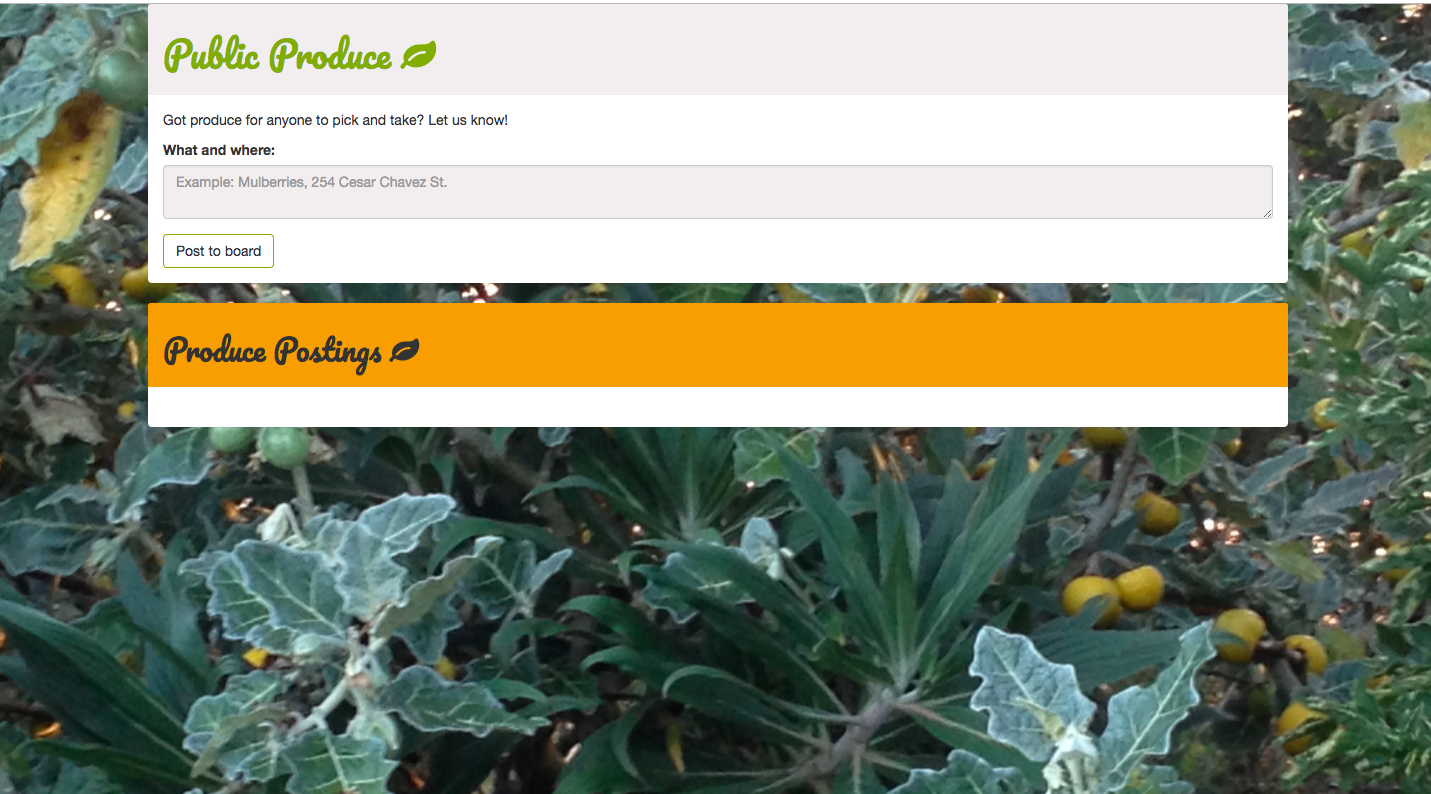 Public Produce
Got produce for anyone to pick and take? Let us know!
What and where:
Example: Mulberries, 254 Cesar Chavez St.
Post to board
Produce Postings